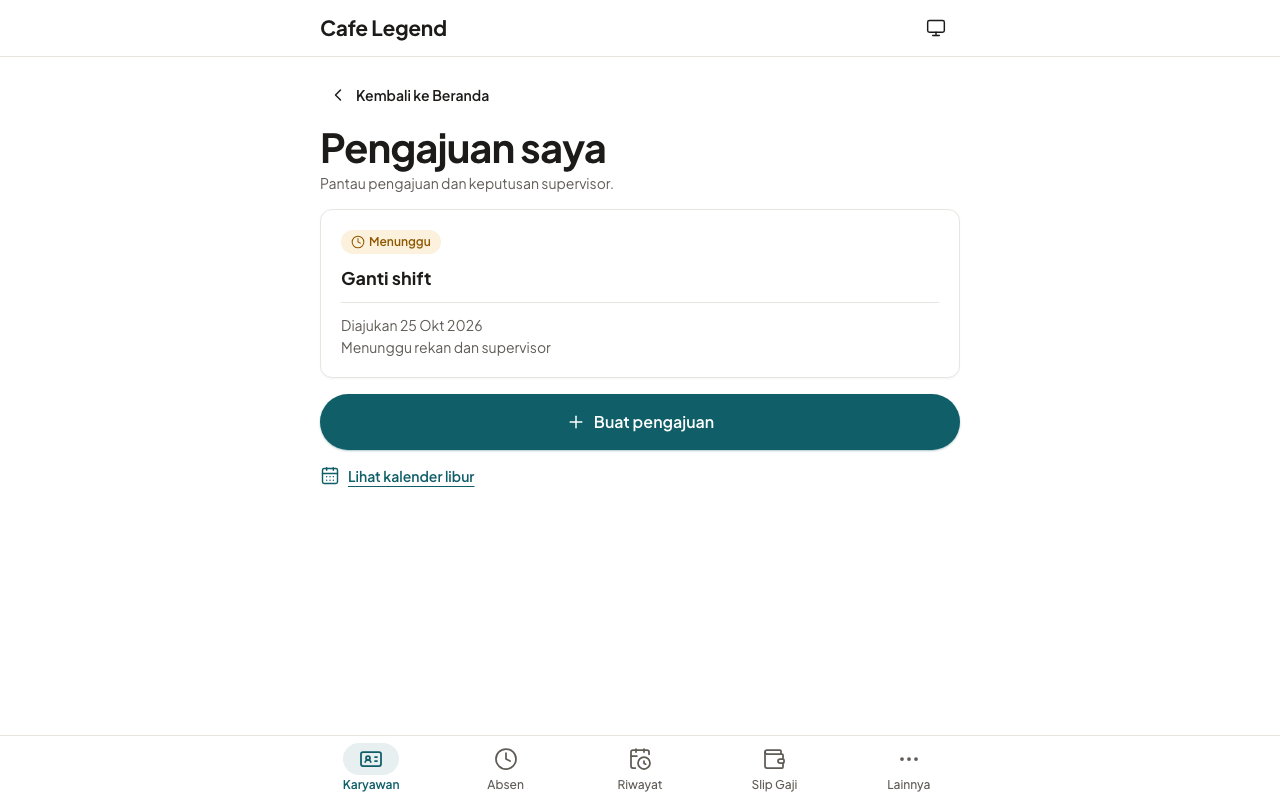 Cafe Legend
Kembali ke Beranda
Pengajuan saya
Pantau pengajuan dan keputusan supervisor.
Menunggu
Ganti shift
Diajukan 25 Okt 2026
Menunggu rekan dan supervisor
Buat pengajuan
Lihat kalender libur
Karyawan
Absen
Riwayat
Slip Gaji
Lainnya